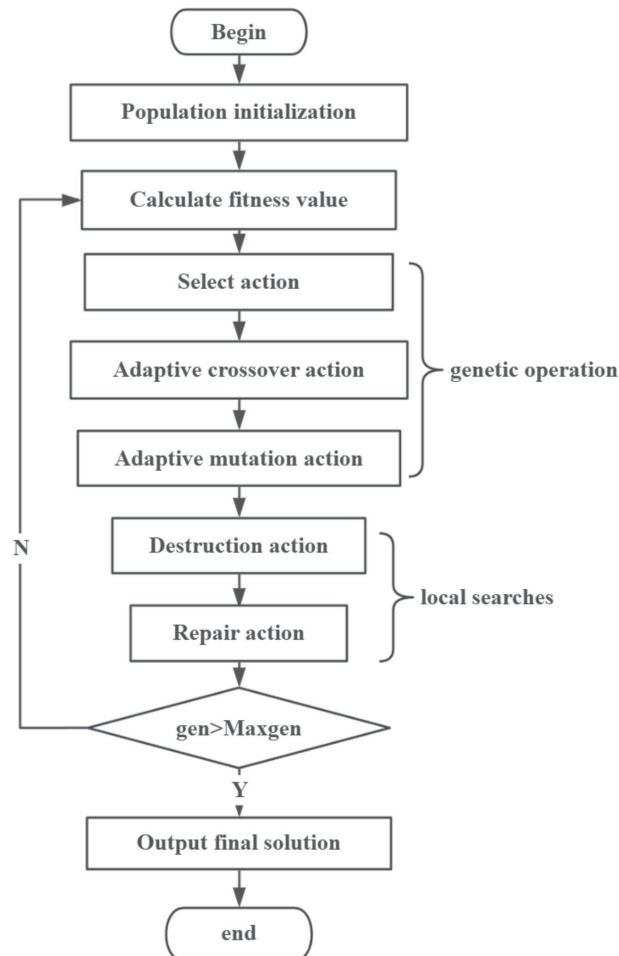 Begin
Population initialization
Calculate fitness value
Select action
Adaptive crossover action
genetic operation
Adaptive mutation action
Destruction action
N
local searches
Repair action
gen>Maxgen
Y
Output final solution
end